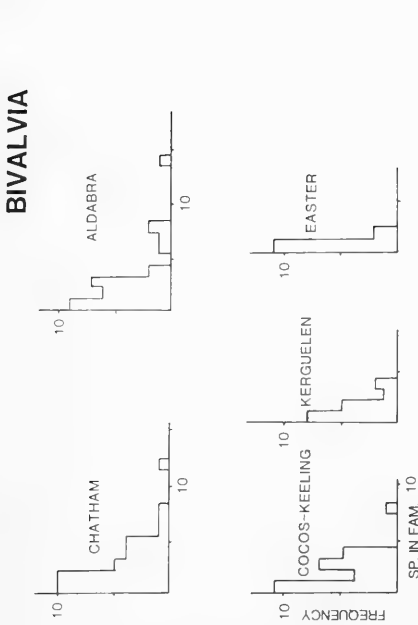 BIVALVIA
CHATHAM
10
10
ALDABRA
10
10
COCOS-KEELING
10
FREQUENCY
SP. IN FAM. 10
KERGUELEN
10
EASTER
10